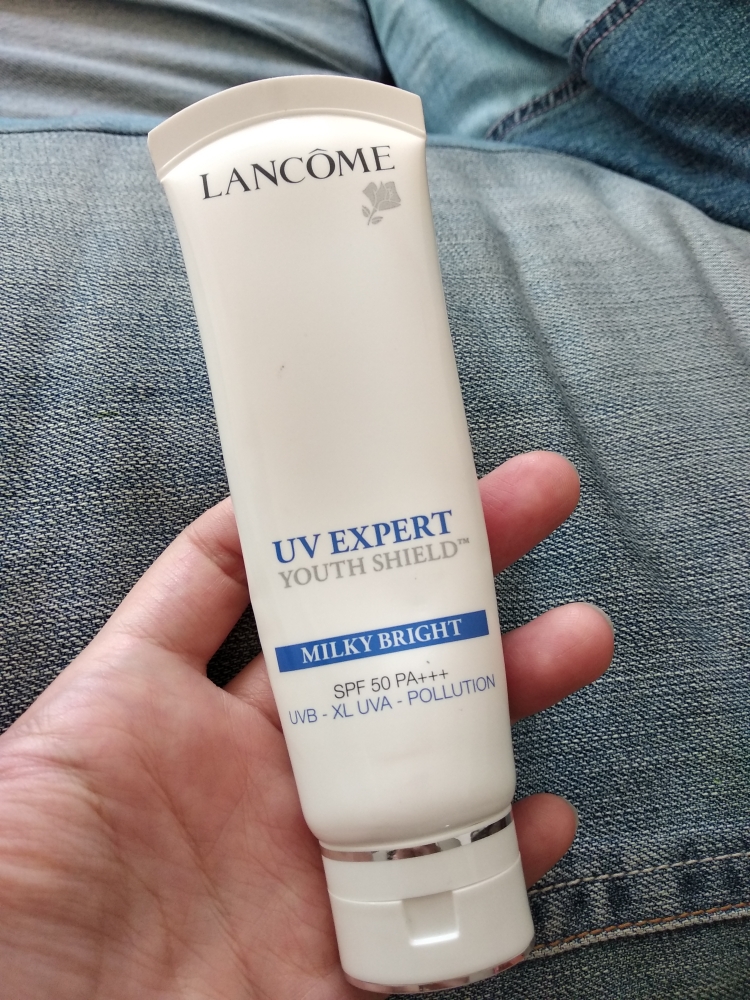 LANCÔME
UV EXPERT
YOUTH SHIELD™
MILKY BRIGHT
SPF 50 PA+++
UVB - XL UVA - POLLUTION